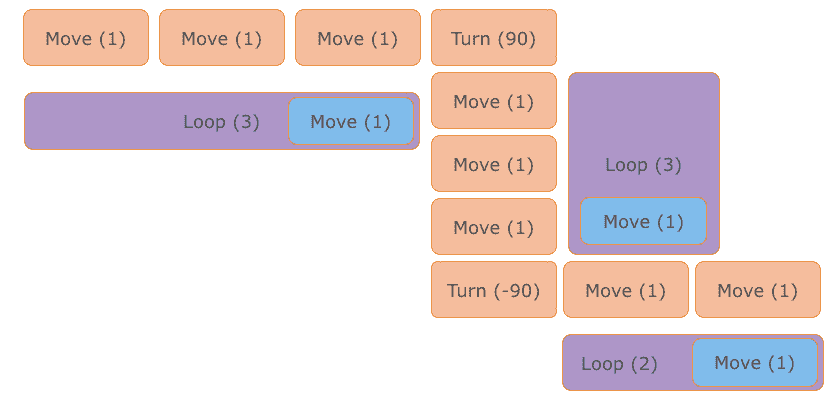 Move (1) Move (1) Move (1) Turn (90)
Loop (3) Move (1)
Move (1)
Move (1)
Loop (3)
Move (1)
Move (1)
Turn (-90) Move (1) Move (1)
Loop (2) Move (1)